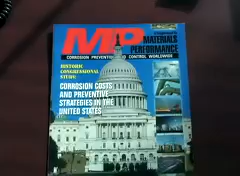 MP
MATERIALS
PERFORMANCE
CORROSION PREVENTION AND CONTROL WORLDWIDE
HISTORIC
CONGRESSIONAL
STUDY:
CORROSION COSTS
AND PREVENTIVE
STRATEGIES IN THE
UNITED STATES